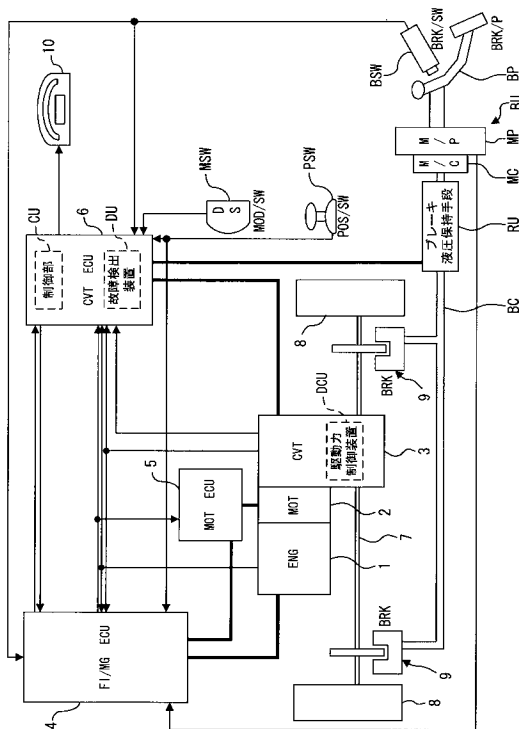 10
CU
6
制御部
CVT ECU
DU
故障検出
装置
MSW
D
S
MOD/SW
PSW
POS/SW
BSW
BRK/SW
BRK/P
BP
RU
M/P
MP
M/C
MC
ブレーキ
液圧保持手段
RU
BC
8
BRK
9
DCU
CVT
駆動力
制御装置
3
5
MOT ECU
MOT
2
ENG
1
7
FI/MG ECU
4
BRK
9
8